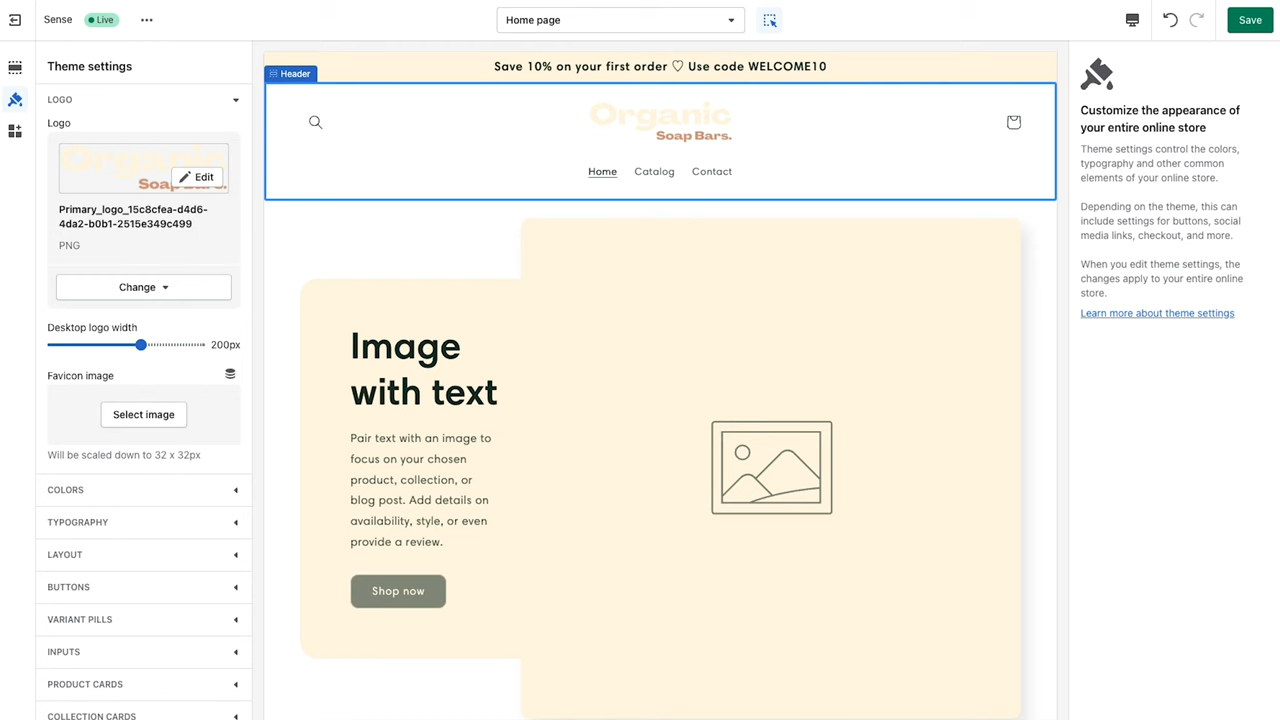 Sense
Live
Home page
Save
Theme settings
LOGO
Logo
Organic
Soap Bars.
Edit
Primary_logo_15c8cfea-d4d6-
4da2-b0b1-2515e349c499
PNG
Change
Desktop logo width
200px
Favicon image
Select image
Will be scaled down to 32 x 32px
COLORS
TYPOGRAPHY
LAYOUT
BUTTONS
VARIANT PILLS
INPUTS
PRODUCT CARDS
COLLECTION CARDS
Save 10% on your first order ♡ Use code WELCOME10
Header
Organic
Soap Bars.
Home Catalog Contact
Image
with text
Pair text with an image to
focus on your chosen
product, collection, or
blog post. Add details on
availability, style, or even
provide a review.
Shop now
Customize the appearance of
your entire online store
Theme settings control the colors,
typography and other common
elements of your online store.
Depending on the theme, this can
include settings for buttons, social
media links, checkout, and more.
When you edit theme settings, the
changes apply to your entire online
store.
Learn more about theme settings